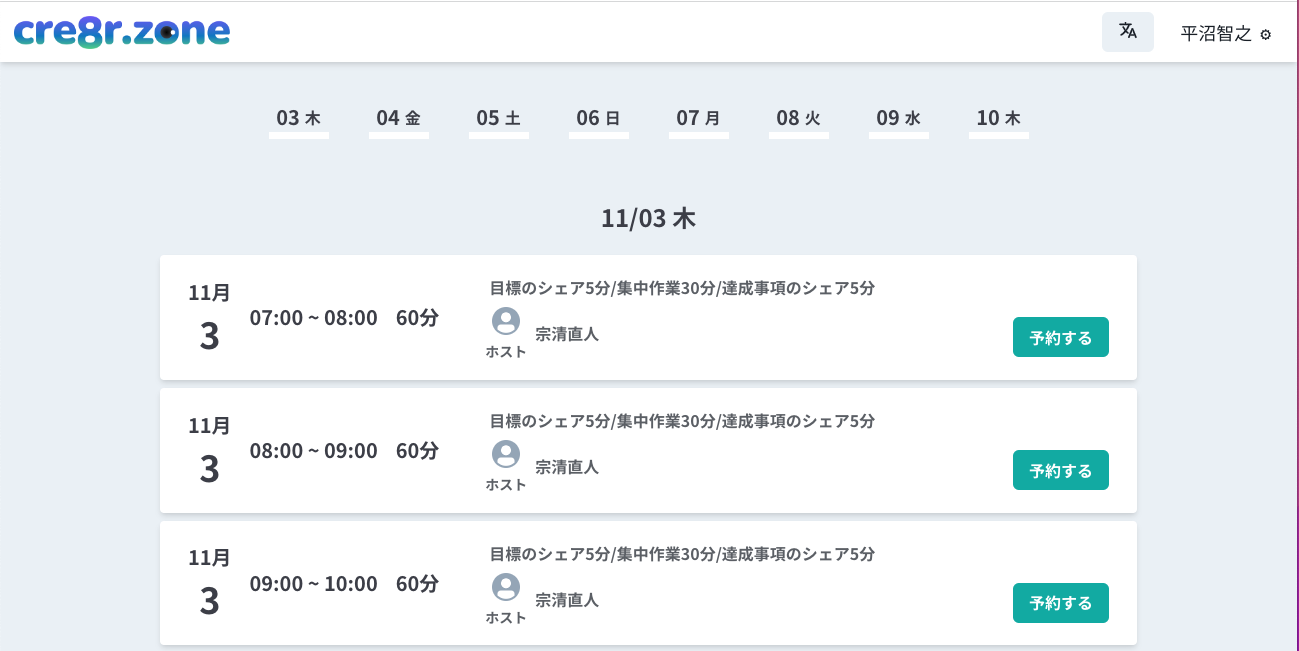 cre8r.zone
平沼智之
03 木 04 金 05 土 06 日 07 月 08 火 09 水 10 木
11/03 木
11月
3
07:00 ~ 08:00 60分
目標のシェア5分/集中作業30分/達成事項のシェア5分
宗清直人
ホスト
予約する
11月
3
08:00 ~ 09:00 60分
目標のシェア5分/集中作業30分/達成事項のシェア5分
宗清直人
ホスト
予約する
11月
3
09:00 ~ 10:00 60分
目標のシェア5分/集中作業30分/達成事項のシェア5分
宗清直人
ホスト
予約する